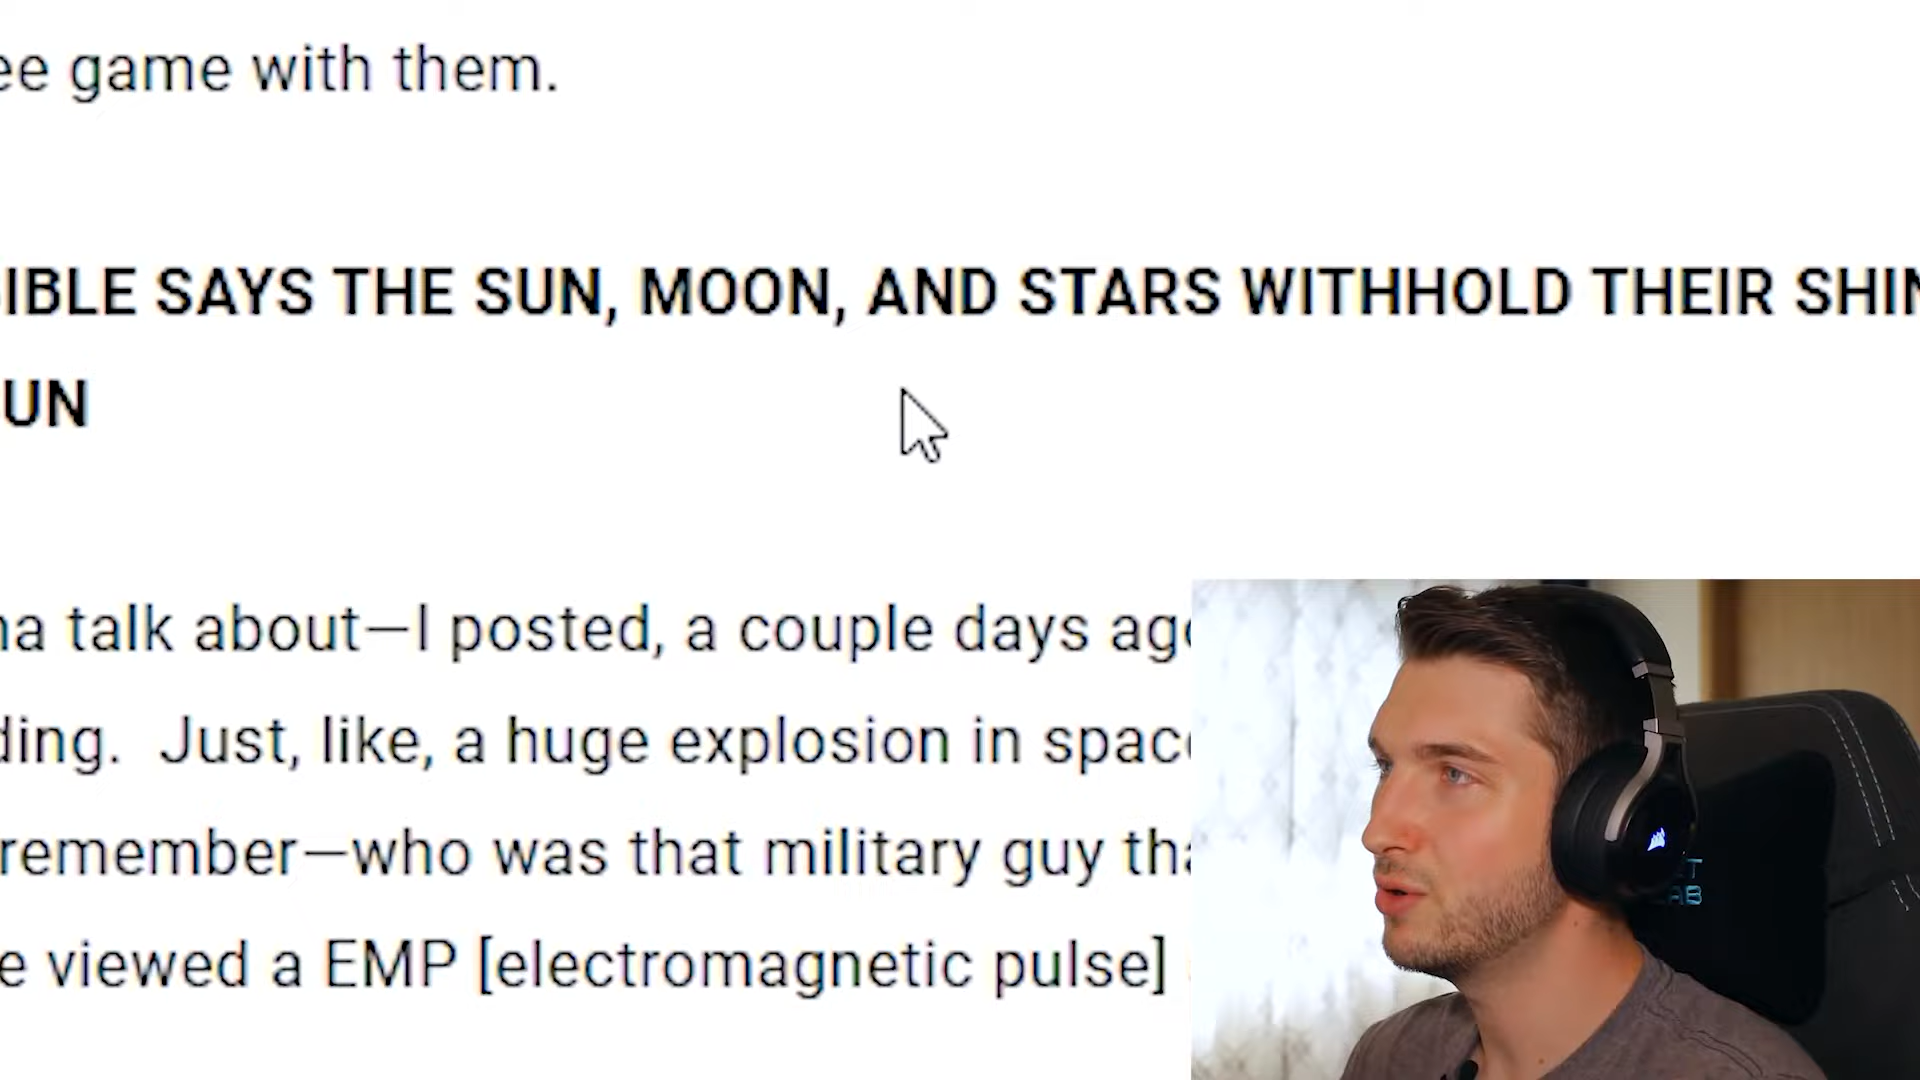 ee game with them.
IBLE SAYS THE SUN, MOON, AND STARS WITHHOLD THEIR SHIN
UN
na talk about—I posted, a couple days ago
ding. Just, like, a huge explosion in space
remember—who was that military guy tha
e viewed a EMP [electromagnetic pulse]